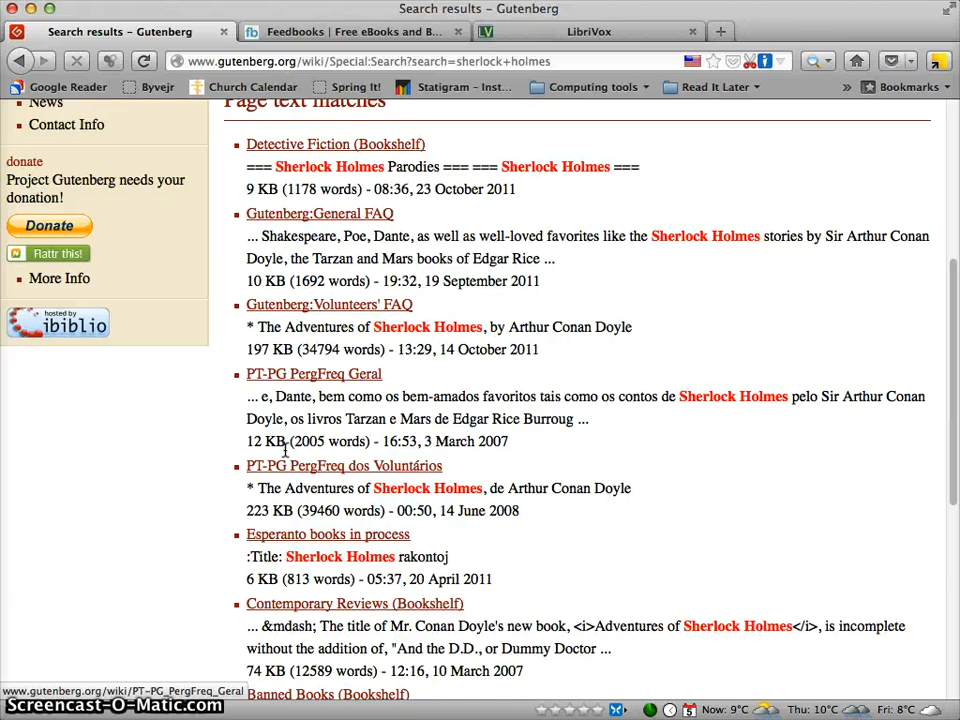 Search results - Gutenberg
Search results - Gutenberg
Feedbooks | Free eBooks and B...
LibriVox
www.gutenberg.org/wiki/Special:Search?search=sherlock+holmes
Google Reader
Byvejr
Church Calendar
Spring It!
Statigram - Inst...
Computing tools
Read It Later
»
Bookmarks
News
Contact Info
donate
Project Gutenberg needs your
donation!
Donate
Flattr this!
More Info
hosted by
ibiblio
Page text matches
Detective Fiction (Bookshelf)
=== Sherlock Holmes Parodies === === Sherlock Holmes ===
9 KB (1178 words) - 08:36, 23 October 2011
Gutenberg:General FAQ
... Shakespeare, Poe, Dante, as well as well-loved favorites like the Sherlock Holmes stories by Sir Arthur Conan
Doyle, the Tarzan and Mars books of Edgar Rice ...
10 KB (1692 words) - 19:32, 19 September 2011
Gutenberg:Volunteers' FAQ
* The Adventures of Sherlock Holmes, by Arthur Conan Doyle
197 KB (34794 words) - 13:29, 14 October 2011
PT-PG PergFreq Geral
... e, Dante, bem como os bem-amados favoritos tais como os contos de Sherlock Holmes pelo Sir Arthur Conan
Doyle, os livros Tarzan e Mars de Edgar Rice Burroug ...
12 KB (2005 words) - 16:53, 3 March 2007
PT-PG PergFreq dos Voluntários
* The Adventures of Sherlock Holmes, de Arthur Conan Doyle
223 KB (39460 words) - 00:50, 14 June 2008
Esperanto books in process
:Title: Sherlock Holmes rakontoj
6 KB (813 words) - 05:37, 20 April 2011
Contemporary Reviews (Bookshelf)
... &mdash; The title of Mr. Conan Doyle's new book, <i>Adventures of Sherlock Holmes</i>, is incomplete
without the addition of, "And the D.D., or Dummy Doctor ...
74 KB (12589 words) - 12:16, 10 March 2007
Banned Books (Bookshelf)
www.gutenberg.org/wiki/PT-PG_PergFreq_Geral
Screencast-O-Matic.com
5
Now: 9°C
Thu: 10°C
Fri: 8°C